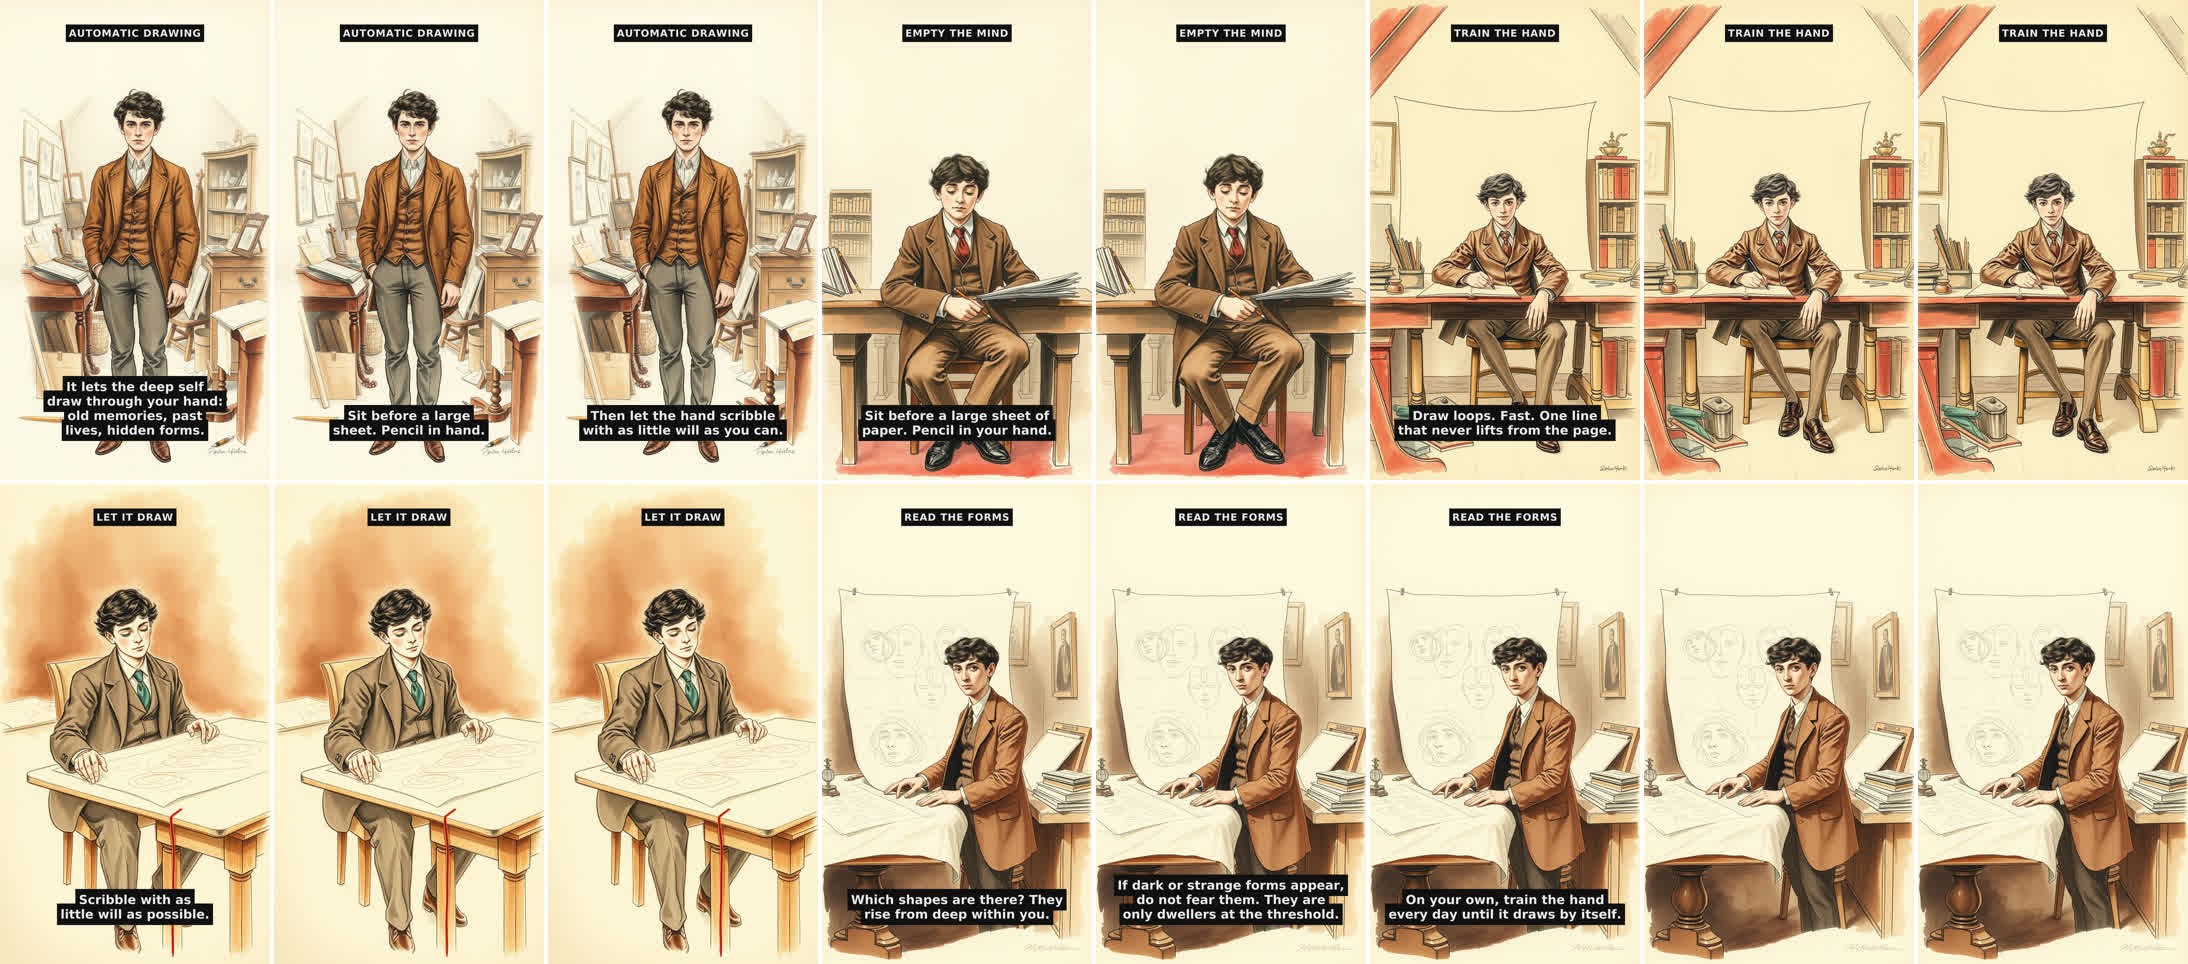 AUTOMATIC DRAWING
It lets the deep self
draw through your hand:
old memories, past
lives, hidden forms.
AUTOMATIC DRAWING
Sit before a large
sheet. Pencil in hand.
AUTOMATIC DRAWING
Then let the hand scribble
with as little will as you can.
EMPTY THE MIND
Sit before a large sheet of
paper. Pencil in your hand.
EMPTY THE MIND
TRAIN THE HAND
Draw loops. Fast. One line
that never lifts from the page.
TRAIN THE HAND
TRAIN THE HAND
LET IT DRAW
Scribble with as
little will as possible.
LET IT DRAW
LET IT DRAW
READ THE FORMS
Which shapes are there? They
rise from deep within you.
READ THE FORMS
If dark or strange forms appear,
do not fear them. They are
only dwellers at the threshold.
READ THE FORMS
On your own, train the hand
every day until it draws by itself.